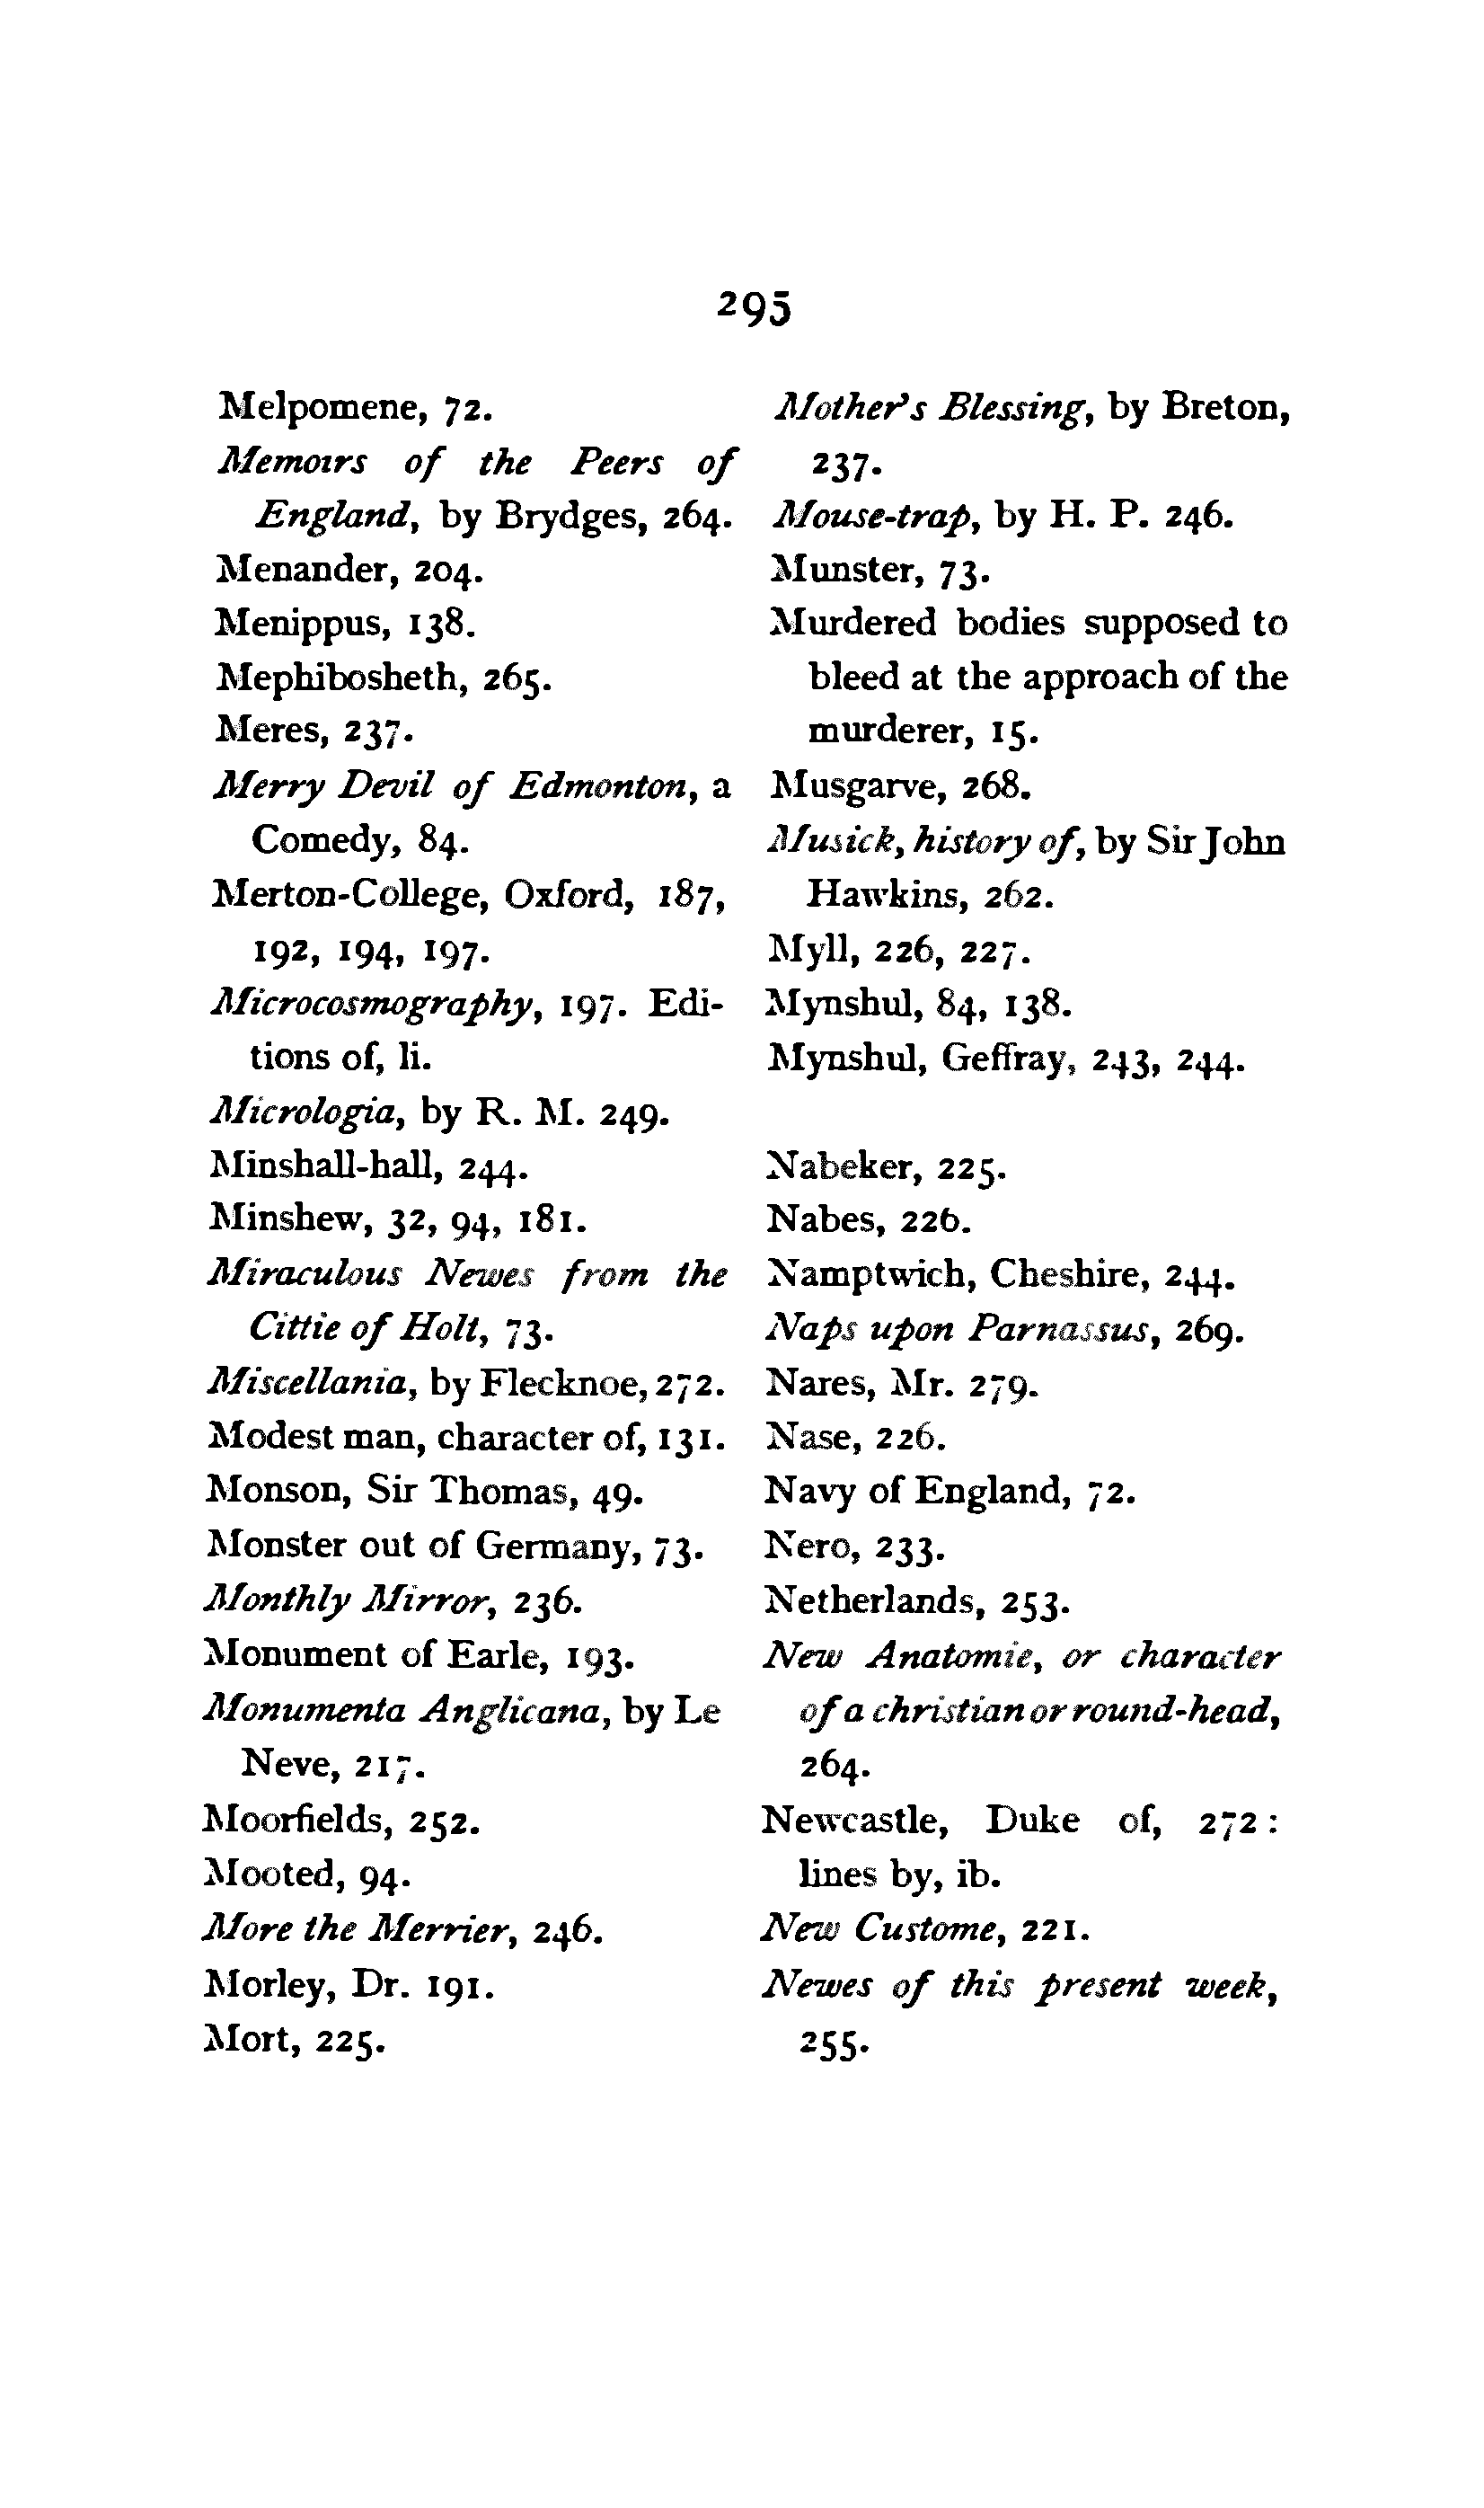 295
Melpomene, 72.
Memoirs of the Peers of
England, by Brydges, 264.
Menander, 204.
Menippus, 138.
Mephibosheth, 265.
Meres, 237.
Merry Devil of Edmonton, a
Comedy, 84.
Merton-College, Oxford, 187,
192, 194, 197.
Microcosmography, 197. Edi-
tions of, li.
Micrologia, by R. M. 249.
Minshall-hall, 244.
Minshew, 32, 94, 181.
Miraculous Newes from the
Cittie of Holt, 73.
Miscellania, by Flecknoe, 272.
Modest man, character of, 131.
Monson, Sir Thomas, 49.
Monster out of Germany, 73.
Monthly Mirror, 236.
Monument of Earle, 193.
Monumenta Anglicana, by Le
Neve, 217.
Moorfields, 252.
Mooted, 94.
More the Merrier, 246.
Morley, Dr. 191.
Mort, 225.
Mother's Blessing, by Breton,
237.
Mouse-trap, by H. P. 246.
Munster, 73.
Murdered bodies supposed to
bleed at the approach of the
murderer, 15.
Musgarve, 268.
Musick, history of, by Sir John
Hawkins, 262.
Myll, 226, 227.
Mynshul, 84, 138.
Mynshul, Geffray, 243, 244.
Nabeker, 225.
Nabes, 226.
Namptwich, Cheshire, 244.
Naps upon Parnassus, 269.
Nares, Mr. 279.
Nase, 226.
Navy of England, 72.
Nero, 233.
Netherlands, 253.
New Anatomie, or character
of a christian or round-head,
264.
Newcastle, Duke of, 272:
lines by, ib.
New Custome, 221.
Newes of this present week,
255.